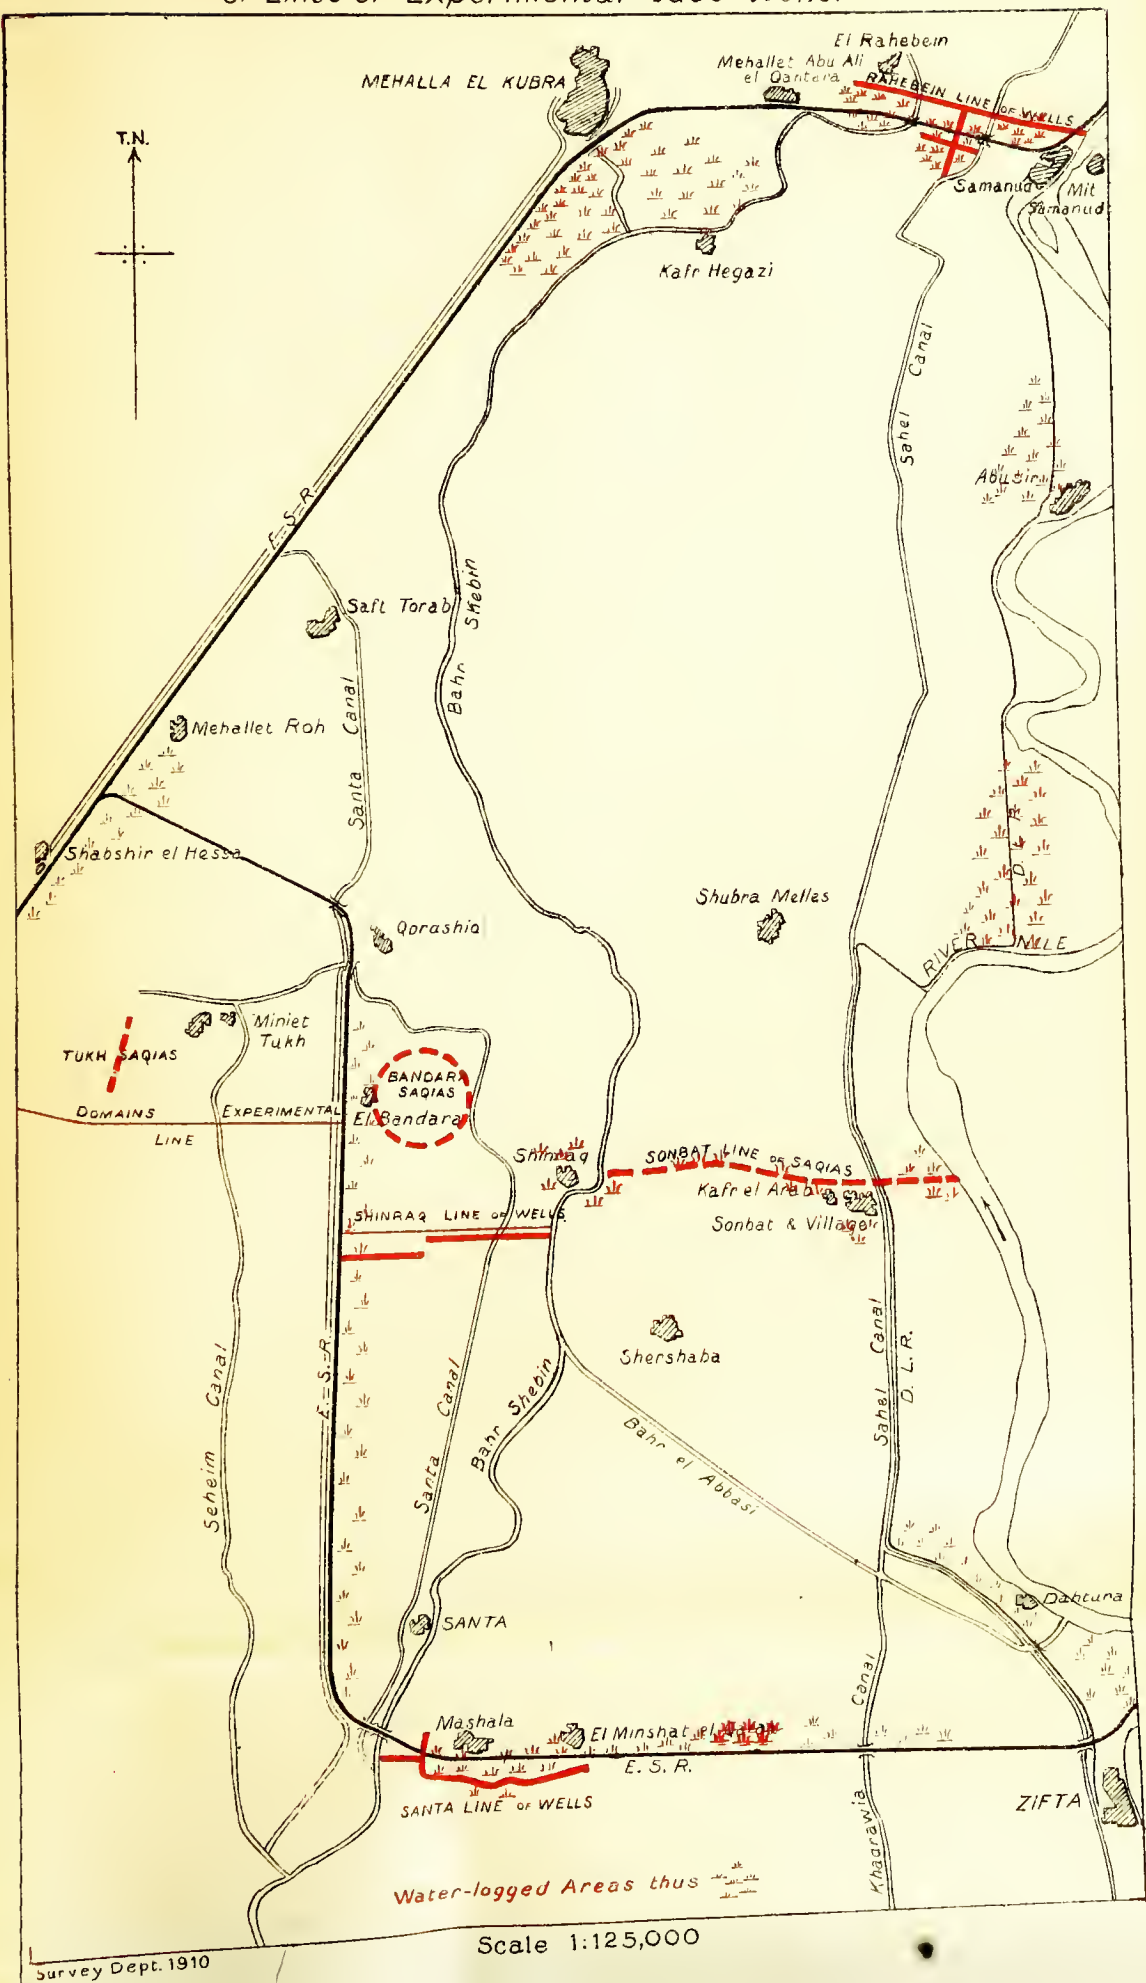 El Rahebein
Mehallet Abu Ali
el Qantara
MEHALLA EL KUBRA
RAHEBEIN LINE OF WELLS
T.N.
Samanud
Mit
Samanud
Kafr Hegazi
Sahel Canal
Abusir
E.S.R.
Saft Torab
Bahr Shebin
Santa Canal
Mehallet Roh
Shabshir el Hessa
D.L.R.
Shubra Melles
Qorashia
RIVER NILE
Miniet
Tukh
TUKH SAQIAS
BANDARA
SAQIAS
DOMAINS EXPERIMENTAL
LINE
El Bandara
Shinraq
SONBAT LINE OF SAQIAS
Kafr el Arab
Sonbat & Village
SHINRAQ LINE OF WELLS
Shershaba
Sahel Canal
D. L. R.
E.S.R.
Seheim Canal
Santa Canal
Bahr Shebin
Bahr el Abbasi
Dahtura
SANTA
Mashala
El Minshat el
E. S. R.
SANTA LINE OF WELLS
ZIFTA
Khadrawia Canal
Water-logged Areas thus
Scale 1:125,000
Survey Dept. 1910